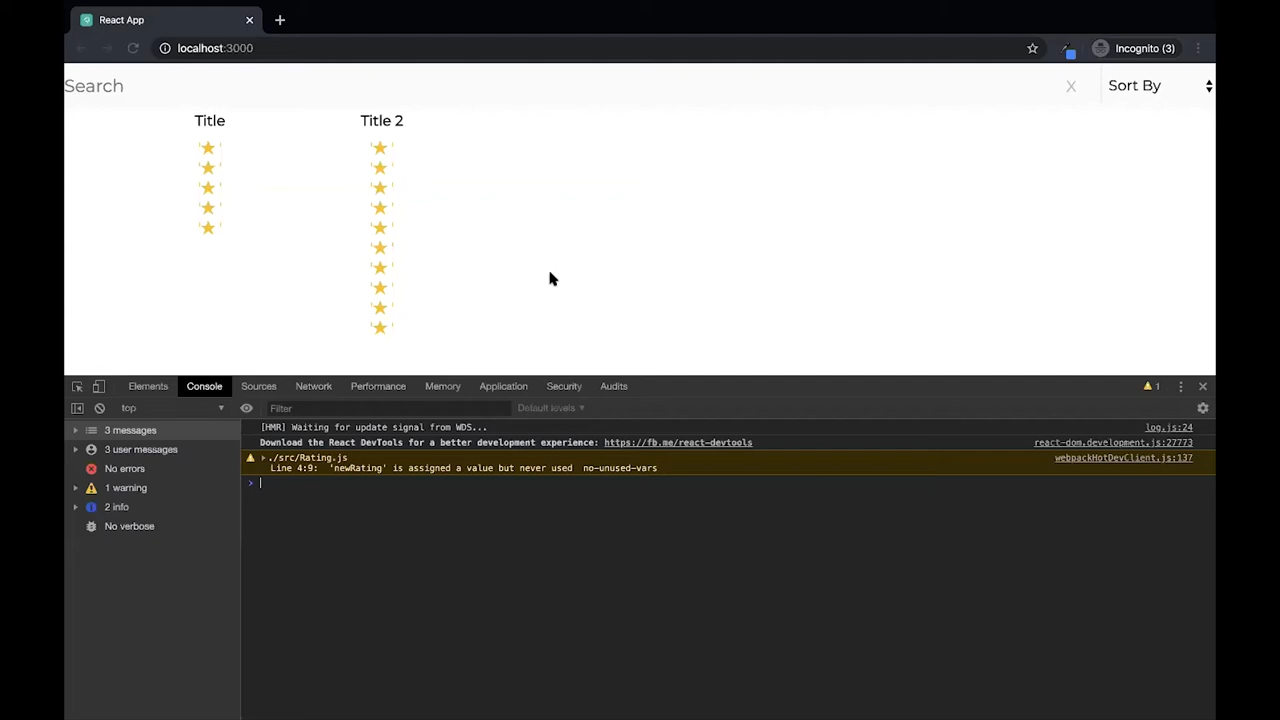 React App
localhost:3000
Incognito (3)
Search
X
Sort By
Title
Title 2
Elements
Console
Sources
Network
Performance
Memory
Application
Security
Audits
1
top
Filter
Default levels
3 messages
3 user messages
No errors
1 warning
2 info
No verbose
[HMR] Waiting for update signal from WDS...
log.js:24
Download the React DevTools for a better development experience: https://fb.me/react-devtools
react-dom.development.js:27773
./src/Rating.js
webpackHotDevClient.js:137
Line 4:9: 'newRating' is assigned a value but never used no-unused-vars